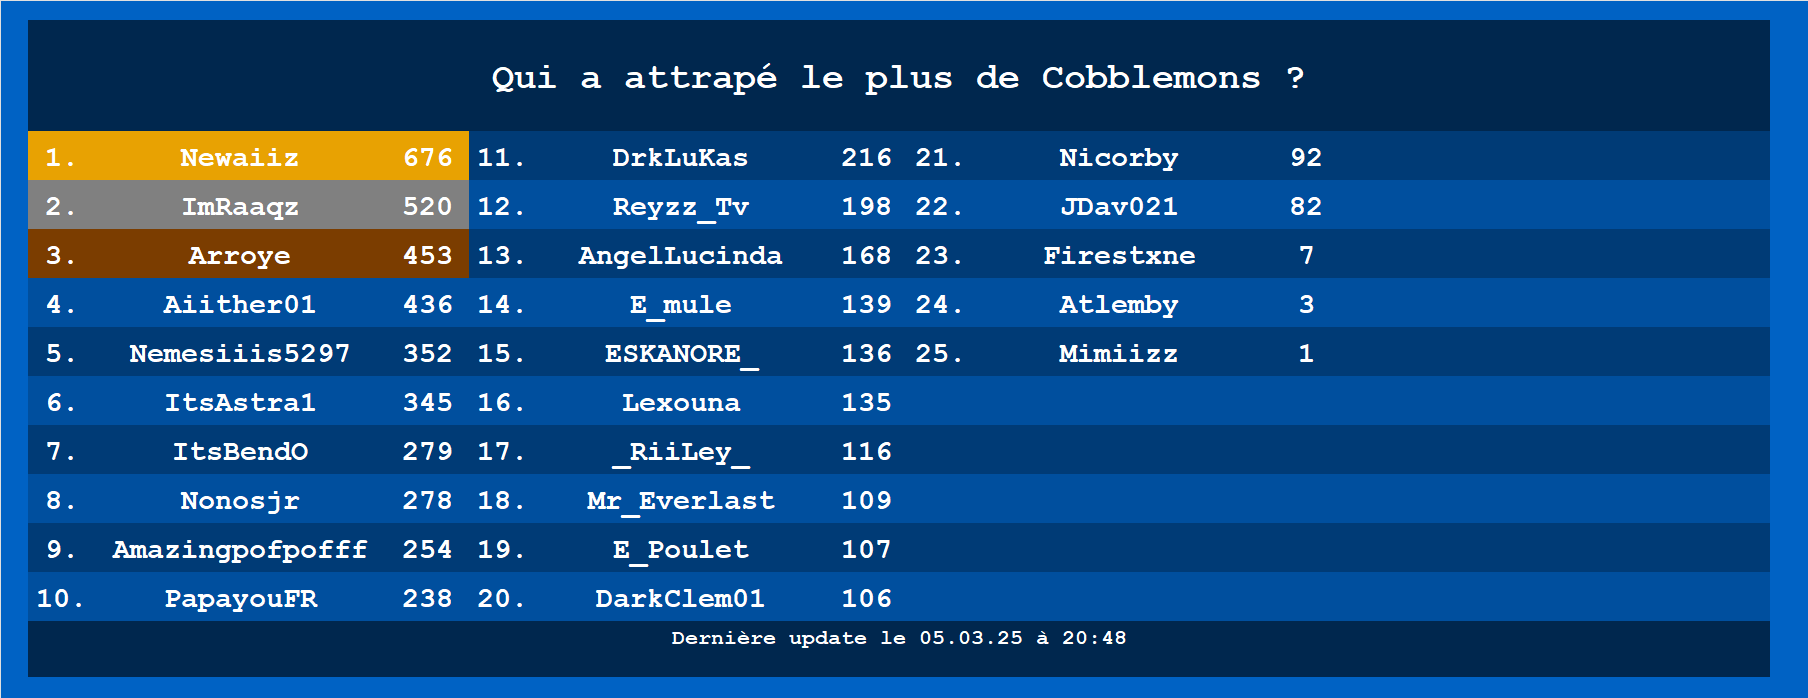 Qui a attrapé le plus de Cobblemons ?
1. Newaiiz 676 11. DrkLuKas 216 21. Nicorby 92
2. ImRaaqz 520 12. Reyzz_Tv 198 22. JDav021 82
3. Arroye 453 13. AngelLucinda 168 23. Firestxne 7
4. Aiither01 436 14. E_mule 139 24. Atlemby 3
5. Nemesiiis5297 352 15. ESKANORE_ 136 25. Mimiizz 1
6. ItsAstra1 345 16. Lexouna 135
7. ItsBendO 279 17. _RiiLey_ 116
8. Nonosjr 278 18. Mr_Everlast 109
9. Amazingpofpofff 254 19. E_Poulet 107
10. PapayouFR 238 20. DarkClem01 106
Dernière update le 05.03.25 à 20:48